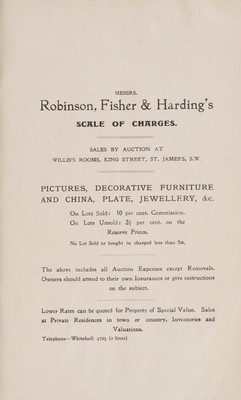 MESSRS.
Robinson, Fisher & Harding's
SCALE OF CHARGES.
SALES BY AUCTION AT
WILLIS'S ROOMS, KING STREET, ST. JAMES'S, S.W.
PICTURES, DECORATIVE FURNITURE
AND CHINA, PLATE, JEWELLERY, &c.
On Lots Sold: 10 per cent. Commission.
On Lots Unsold: 2½ per cent. on the
Reserve Prices.
No Lot Sold or bought in charged less than 5s.
The above includes all Auction Expenses except Removals.
Owners should attend to their own Insurances or give instructions
on the subject.
Lower Rates can be quoted for Property of Special Value. Sales
at Private Residences in town or country. Inventories and
Valuations.
Telephone—Whitehall 4705 (2 lines)